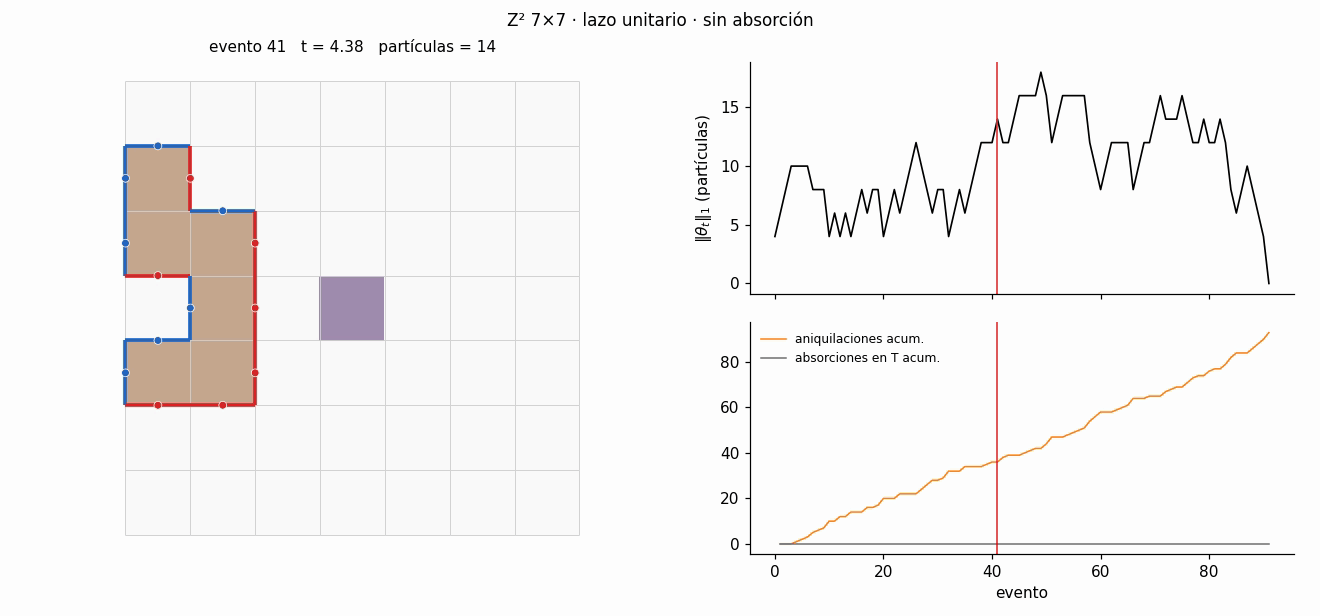 Z² 7×7 · lazo unitario · sin absorción
evento 41   t = 4.38   partículas = 14
‖θₜ‖₁ (partículas)
15
10
5
0
aniquilaciones acum.
absorciones en T acum.
80
60
40
20
0
0 20 40 60 80
evento